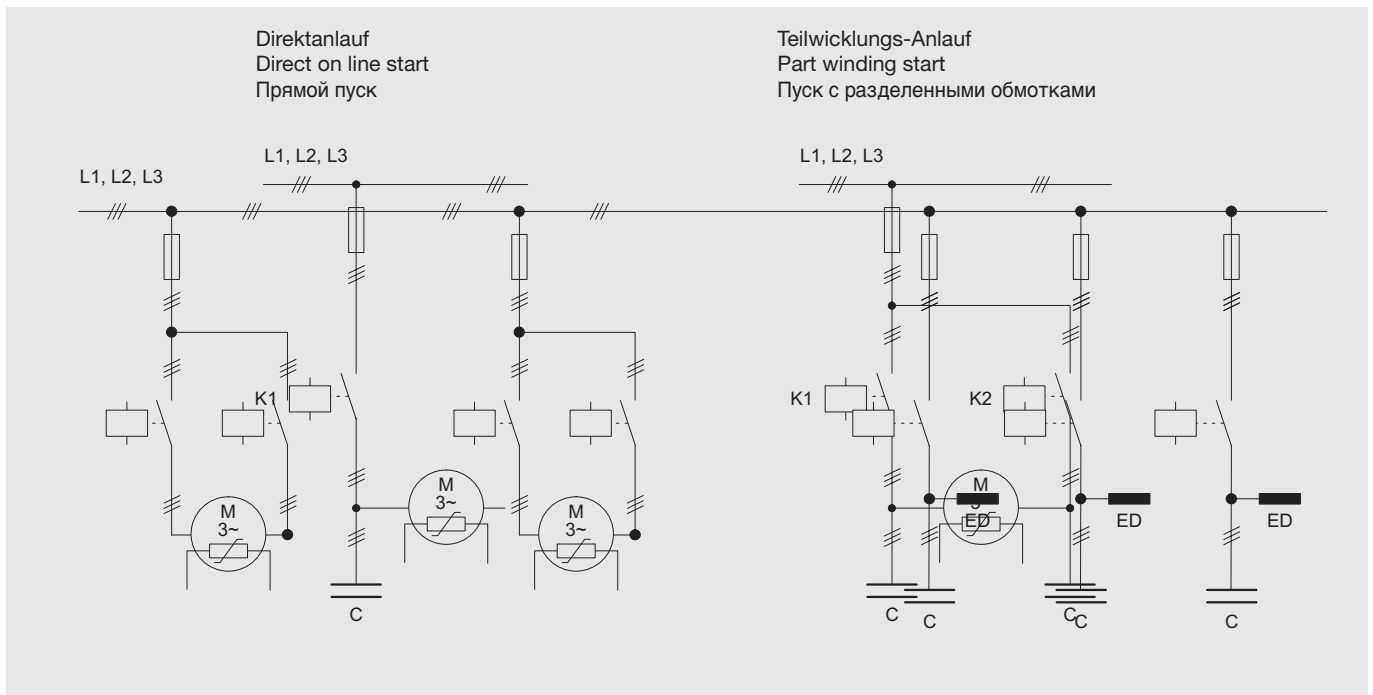 Direktanlauf
Direct on line start
Прямой пуск
Teilwicklungs-Anlauf
Part winding start
Пуск с разделенными обмотками
L1, L2, L3
L1, L2, L3
L1, L2, L3
K1
K1
K2
M
3~
M
3~
M
3~
M
3~
ED
ED
ED
C
C
C
C
C
C